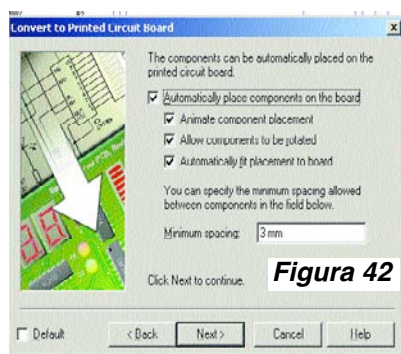 Convert to Printed Circuit Board
The components can be automatically placed on the
printed circuit board.
Automatically place components on the board
Animate component placement
Allow components to be rotated
Automatically fit placement to board
You can specify the minimum spacing allowed
between components in the field below.
Minimum spacing: 3 mm
Click Next to continue.
Figura 42
Default
< Back
Next >
Cancel
Help